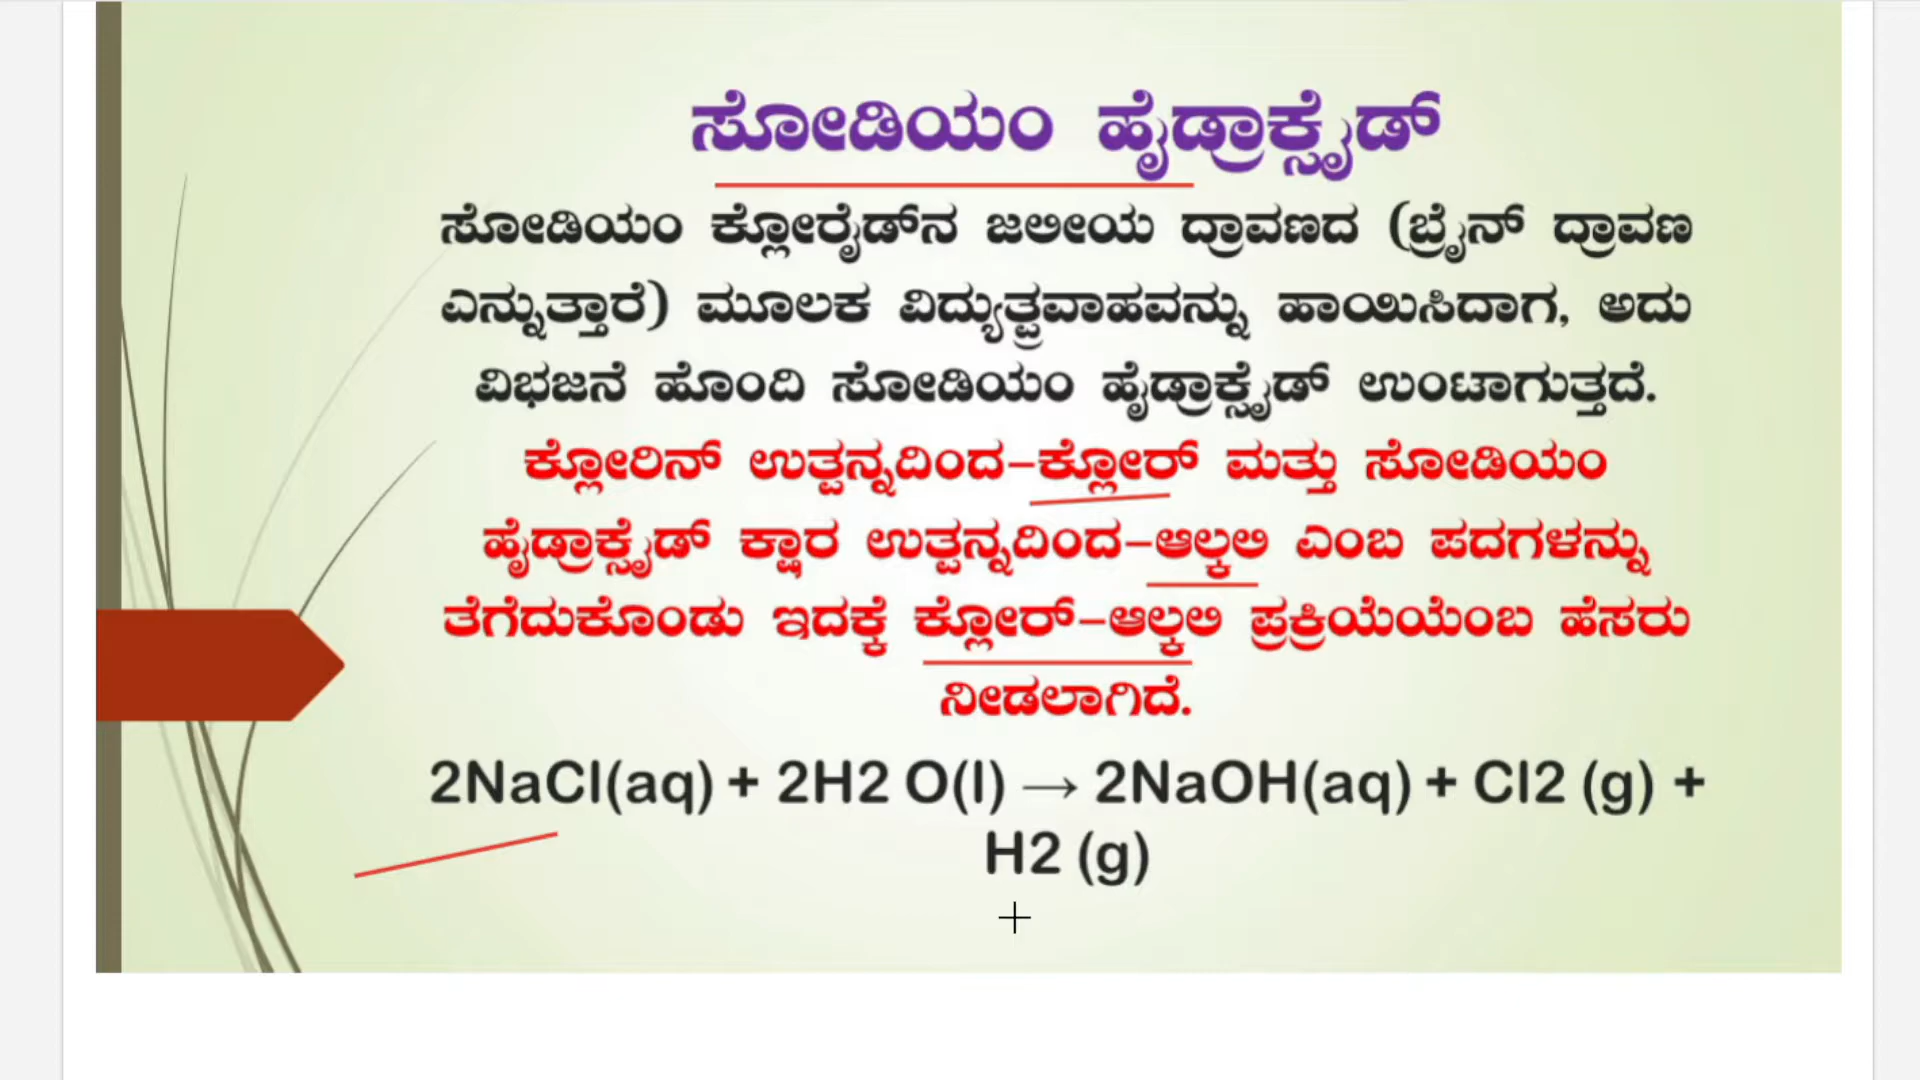 ಸೋಡಿಯಂ ಹೈಡ್ರಾಕ್ಸೈಡ್
ಸೋಡಿಯಂ ಕ್ಲೋರೈಡ್‌ನ ಜಲೀಯ ದ್ರಾವಣದ (ಬ್ರೈನ್ ದ್ರಾವಣ
ಎನ್ನುತ್ತಾರೆ) ಮೂಲಕ ವಿದ್ಯುತ್ಪ್ರವಾಹವನ್ನು ಹಾಯಿಸಿದಾಗ, ಅದು
ವಿಭಜನೆ ಹೊಂದಿ ಸೋಡಿಯಂ ಹೈಡ್ರಾಕ್ಸೈಡ್ ಉಂಟಾಗುತ್ತದೆ.
ಕ್ಲೋರಿನ್ ಉತ್ಪನ್ನದಿಂದ-ಕ್ಲೋರ್ ಮತ್ತು ಸೋಡಿಯಂ
ಹೈಡ್ರಾಕ್ಸೈಡ್ ಕ್ಷಾರ ಉತ್ಪನ್ನದಿಂದ-ಆಲ್ಕಲಿ ಎಂಬ ಪದಗಳನ್ನು
ತೆಗೆದುಕೊಂಡು ಇದಕ್ಕೆ ಕ್ಲೋರ್-ಆಲ್ಕಲಿ ಪ್ರಕ್ರಿಯೆಯೆಂಬ ಹೆಸರು
ನೀಡಲಾಗಿದೆ.
2NaCl(aq) + 2H2 O(l) → 2NaOH(aq) + Cl2 (g) +
H2 (g)